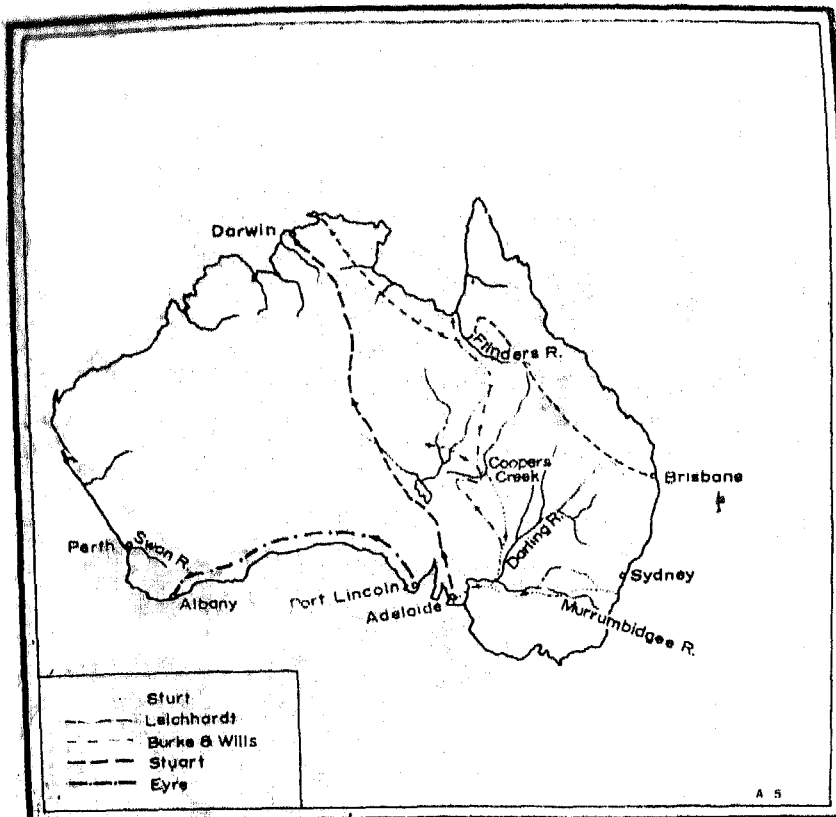 Darwin
Flinders R.
Coopers
Creek
Brisbane
Darling R.
Perth
Swan R.
Albany
Port Lincoln
Adelaide
Sydney
Murrumbidgee R.
Sturt
Leichhardt
Burke & Wills
Stuart
Eyre
A 5